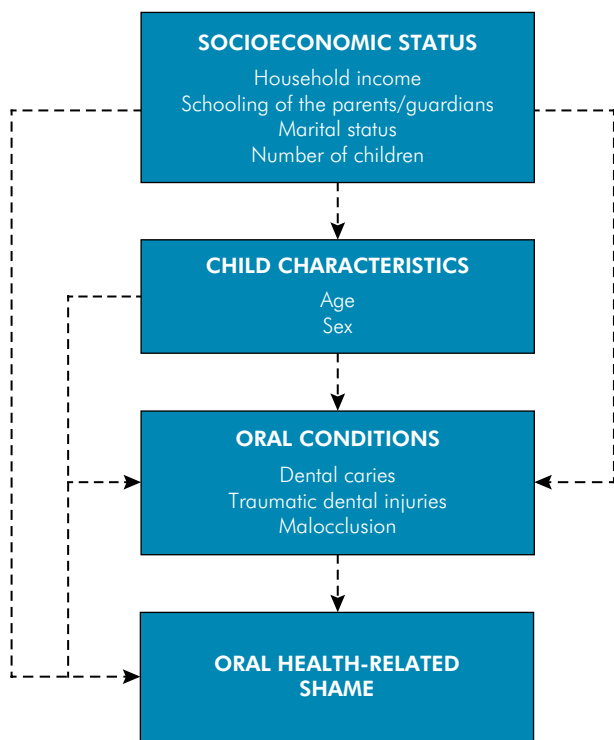 SOCIOECONOMIC STATUS
Household income
Schooling of the parents/guardians
Marital status
Number of children
CHILD CHARACTERISTICS
Age
Sex
ORAL CONDITIONS
Dental caries
Traumatic dental injuries
Malocclusion
ORAL HEALTH-RELATED
SHAME